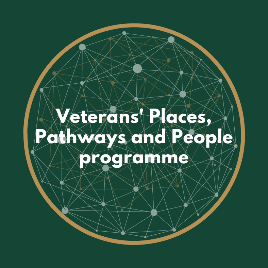 Veterans' Places,
Pathways and People
programme